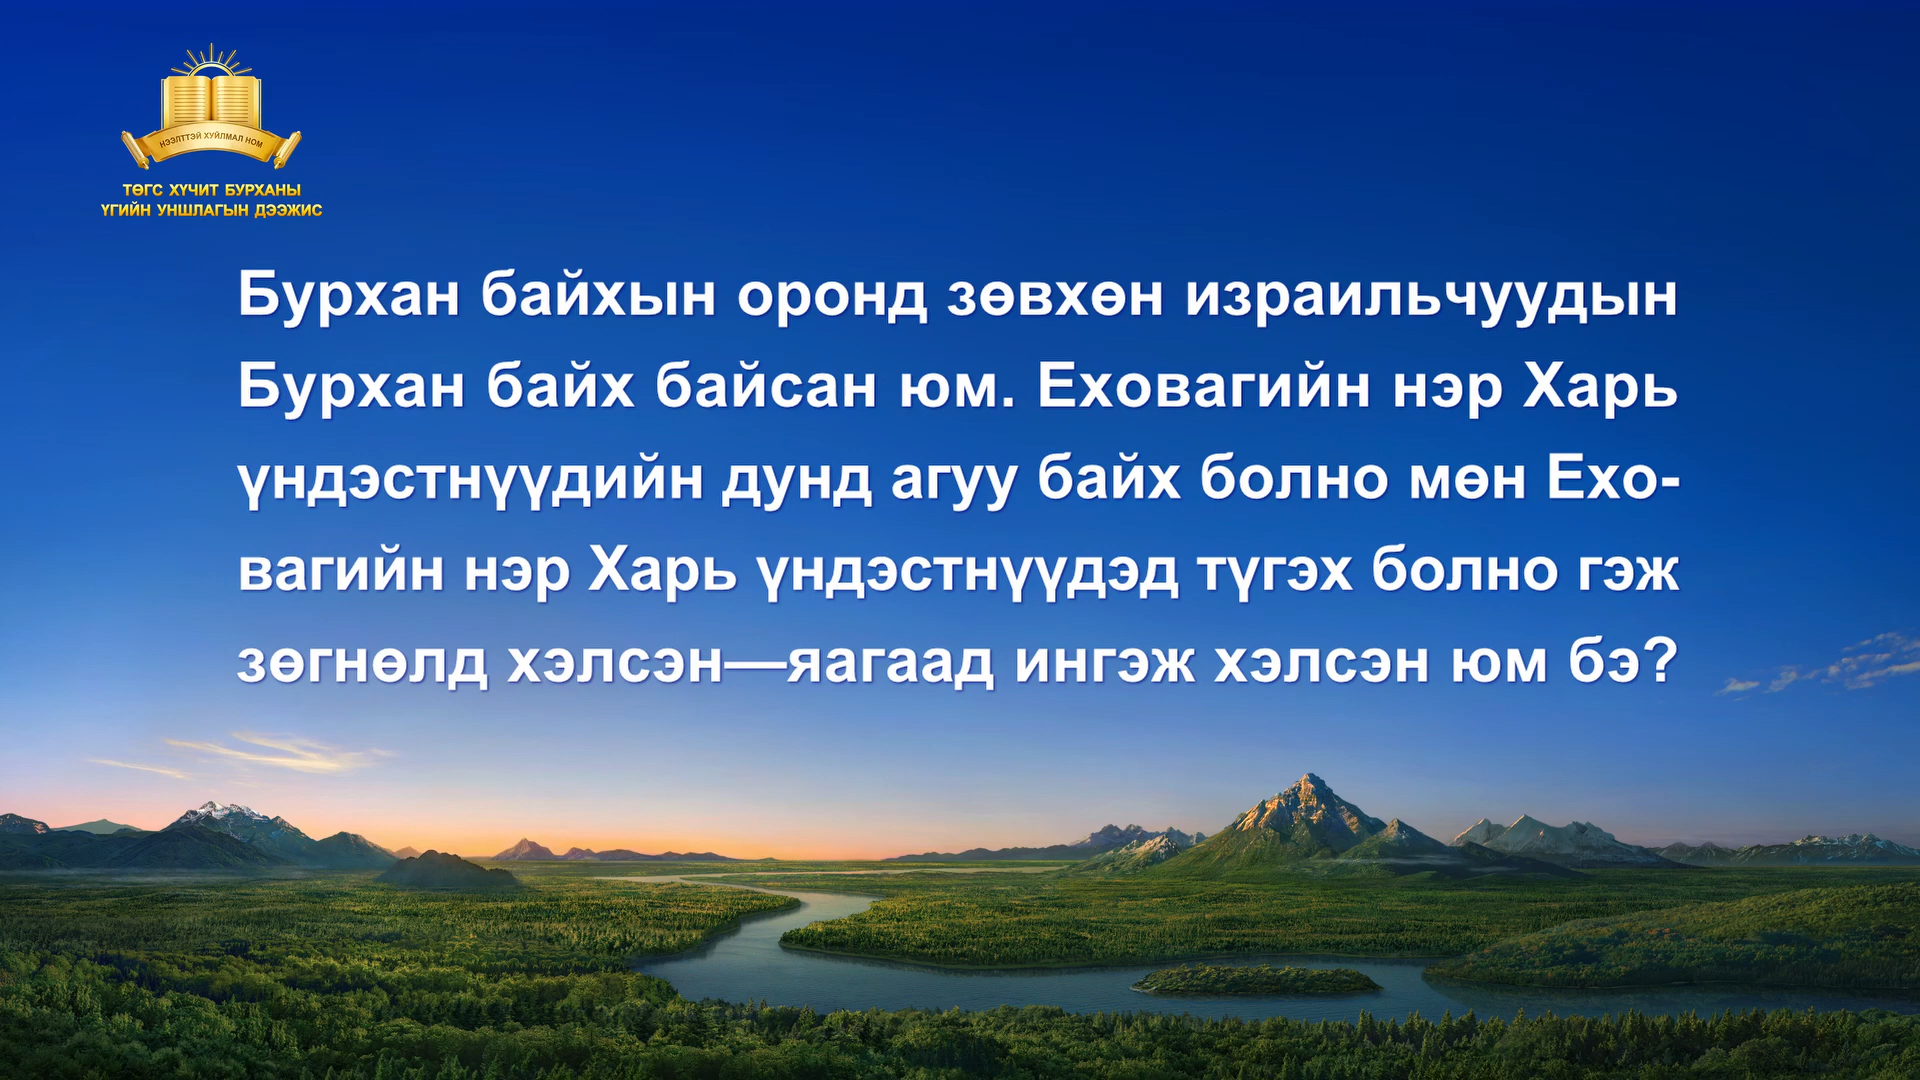 НЭЭЛТТЭЙ ХУЙЛМАЛ НОМ
ТӨГС ХҮЧИТ БУРХАНЫ
ҮГИЙН УНШЛАГЫН ДЭЭЖИС
Бурхан байхын оронд зөвхөн израильчуудын
Бурхан байх байсан юм. Еховагийн нэр Харь
үндэстнүүдийн дунд агуу байх болно мөн Ехо-
вагийн нэр Харь үндэстнүүдэд түгэх болно гэж
зөгнөлд хэлсэн—яагаад ингэж хэлсэн юм бэ?